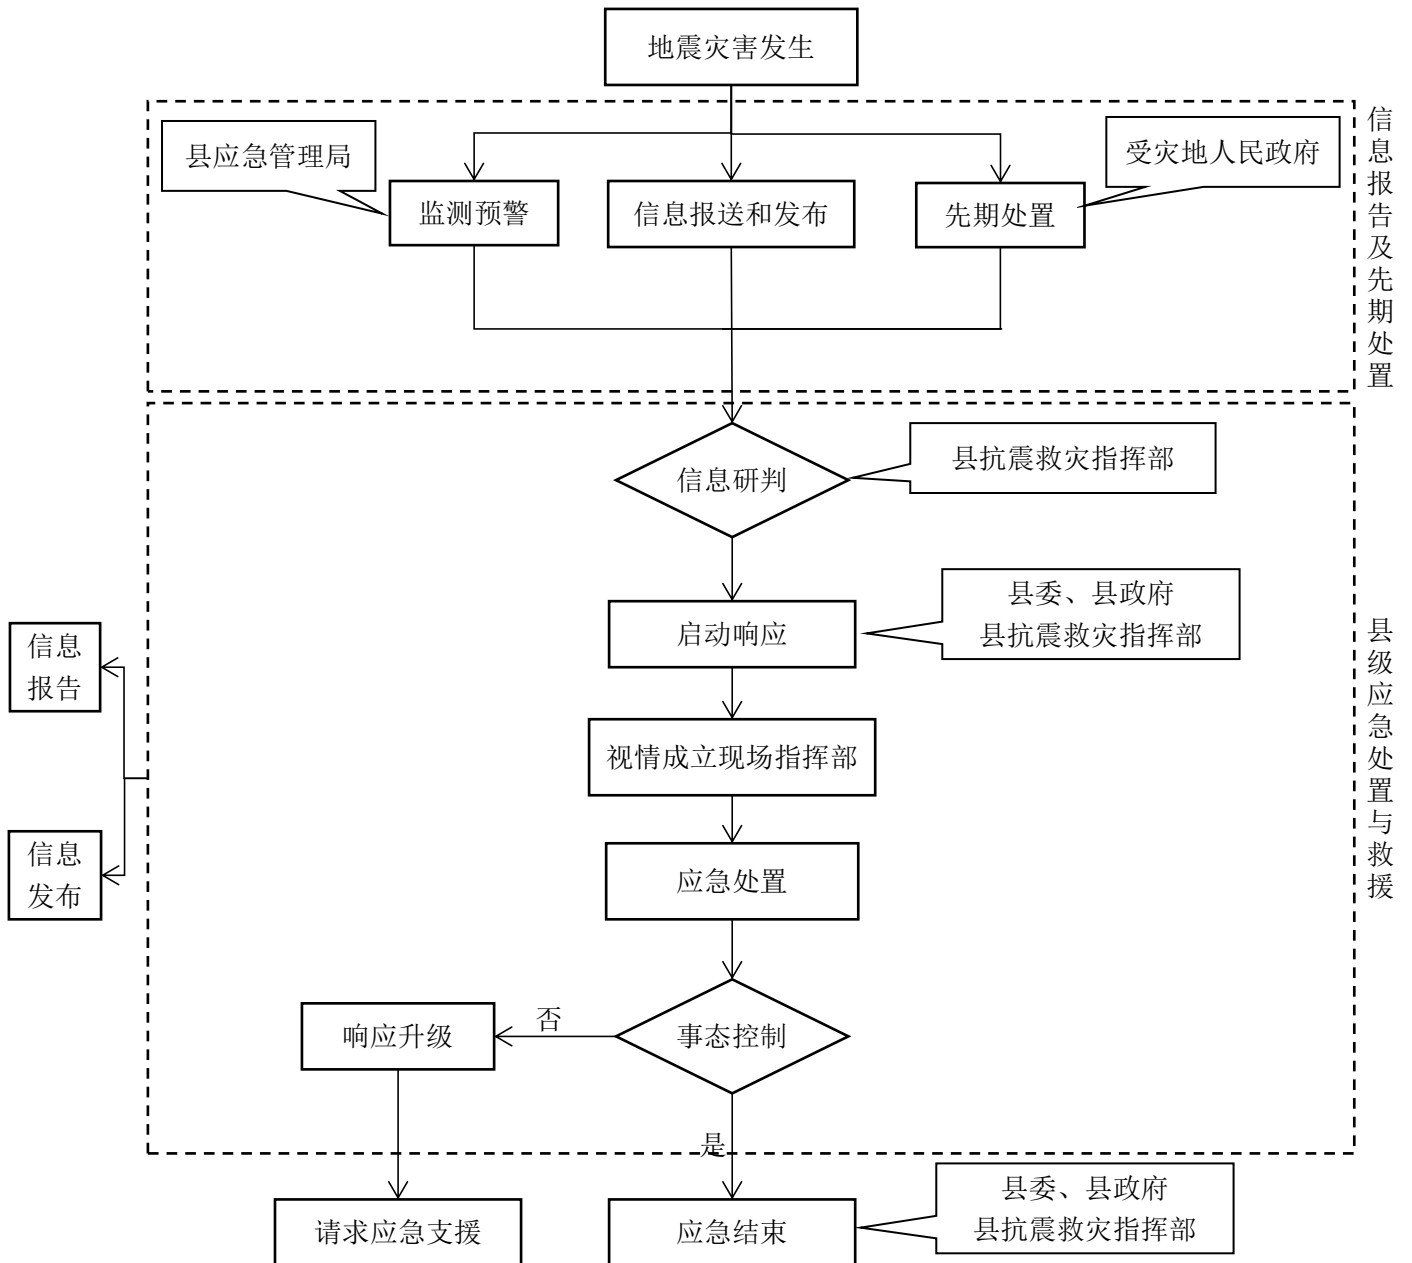 地震灾害发生
县应急管理局
受灾地人民政府
监测预警
信息报送和发布
先期处置
信息报告及先期处置
信息研判
县抗震救灾指挥部
启动响应
县委、县政府
县抗震救灾指挥部
视情成立现场指挥部
应急处置
县级应急处置与救援
信息
报告
信息
发布
事态控制
否
响应升级
是
请求应急支援
应急结束
县委、县政府
县抗震救灾指挥部